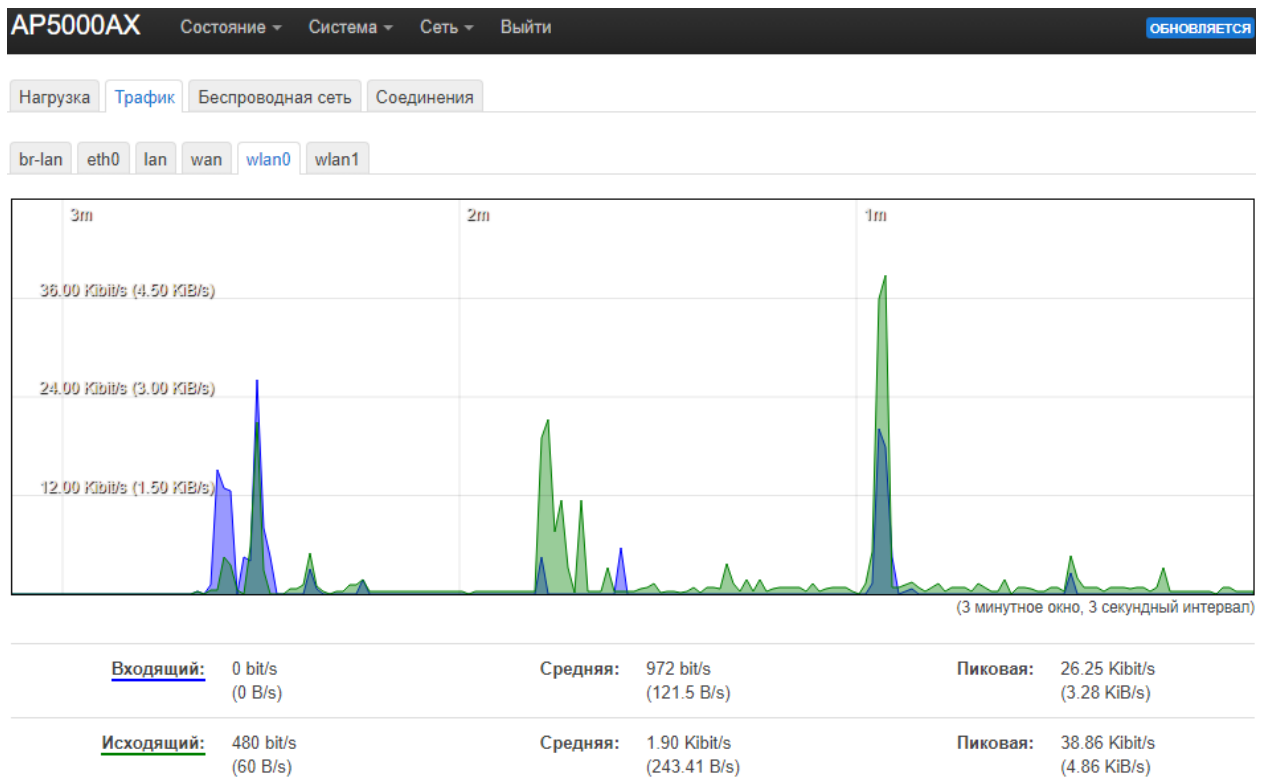 AP5000AX Состояние Система Сеть Выйти ОБНОВЛЯЕТСЯ
Нагрузка Трафик Беспроводная сеть Соединения
br-lan eth0 lan wan wlan0 wlan1
3m 2m 1m
36.00 Kibit/s (4.50 KiB/s)
24.00 Kibit/s (3.00 KiB/s)
12.00 Kibit/s (1.50 KiB/s)
(3 минутное окно, 3 секундный интервал)
Входящий: 0 bit/s Средняя: 972 bit/s Пиковая: 26.25 Kibit/s
(0 B/s) (121.5 B/s) (3.28 KiB/s)
Исходящий: 480 bit/s Средняя: 1.90 Kibit/s Пиковая: 38.86 Kibit/s
(60 B/s) (243.41 B/s) (4.86 KiB/s)